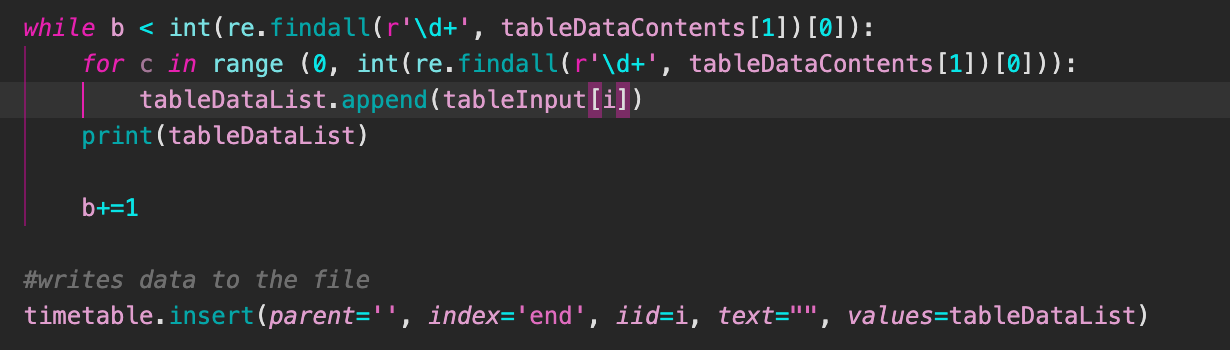 while b < int(re.findall(r'\d+', tableDataContents[1])[0]):
    for c in range (0, int(re.findall(r'\d+', tableDataContents[1])[0])):
        tableDataList.append(tableInput[i])
    print(tableDataList)

    b+=1

#writes data to the file
timetable.insert(parent='', index='end', iid=i, text="", values=tableDataList)